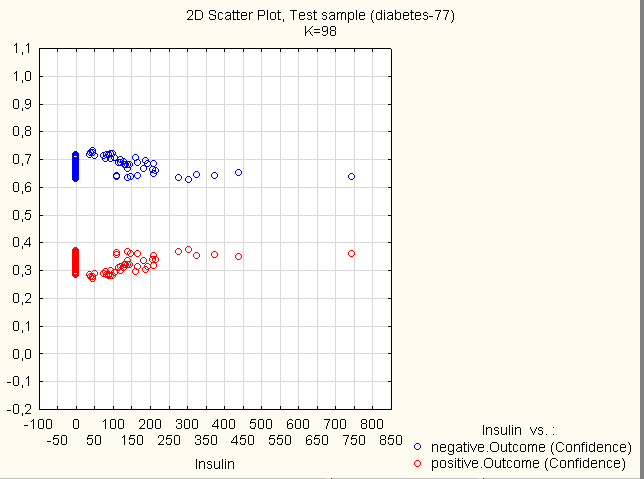 2D Scatter Plot, Test sample (diabetes-77)
K=98
1,1
1,0
0,9
0,8
0,7
0,6
0,5
0,4
0,3
0,2
0,1
0,0
-0,1
-0,2
-100 0 100 200 300 400 500 600 700 800
-50 50 150 250 350 450 550 650 750 850
Insulin
Insulin vs. :
negative.Outcome (Confidence)
positive.Outcome (Confidence)